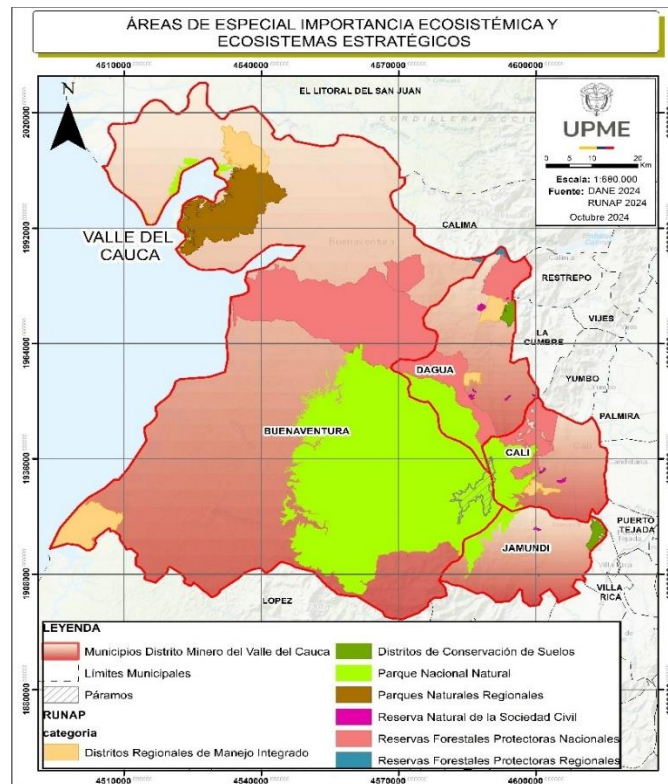 ÁREAS DE ESPECIAL IMPORTANCIA ECOSISTÉMICA Y
ECOSISTEMAS ESTRATÉGICOS
4510000
4540000
4570000
4600000
N
EL LITORAL DEL SAN JUAN
CORDILLERA OCCID
UPME
0 5 10 20
Km
Escala: 1:680.000
Fuente: DANE 2024
RUNAP 2024
Octubre 2024
2020000
1992000
1964000
1936000
VALLE DEL
CAUCA
Buenaventura
CALIMA
RESTREPO
VIJES
LA
CUMBRE
DAGUA
YUMBO
PALMIRA
BUENAVENTURA
CALI
Candelaria
PUERTO
TEJADA
JAMUNDI
VILLA
RICA
LOPEZ
LEYENDA
Municipios Distrito Minero del Valle del Cauca
Límites Municipales
Páramos
RUNAP
categoria
Distritos Regionales de Manejo Integrado
Distritos de Conservación de Suelos
Parque Nacional Natural
Parques Naturales Regionales
Reserva Natural de la Sociedad Civil
Reservas Forestales Protectoras Nacionales
Reservas Forestales Protectoras Regionales
4510000
4540000
4570000
4600000